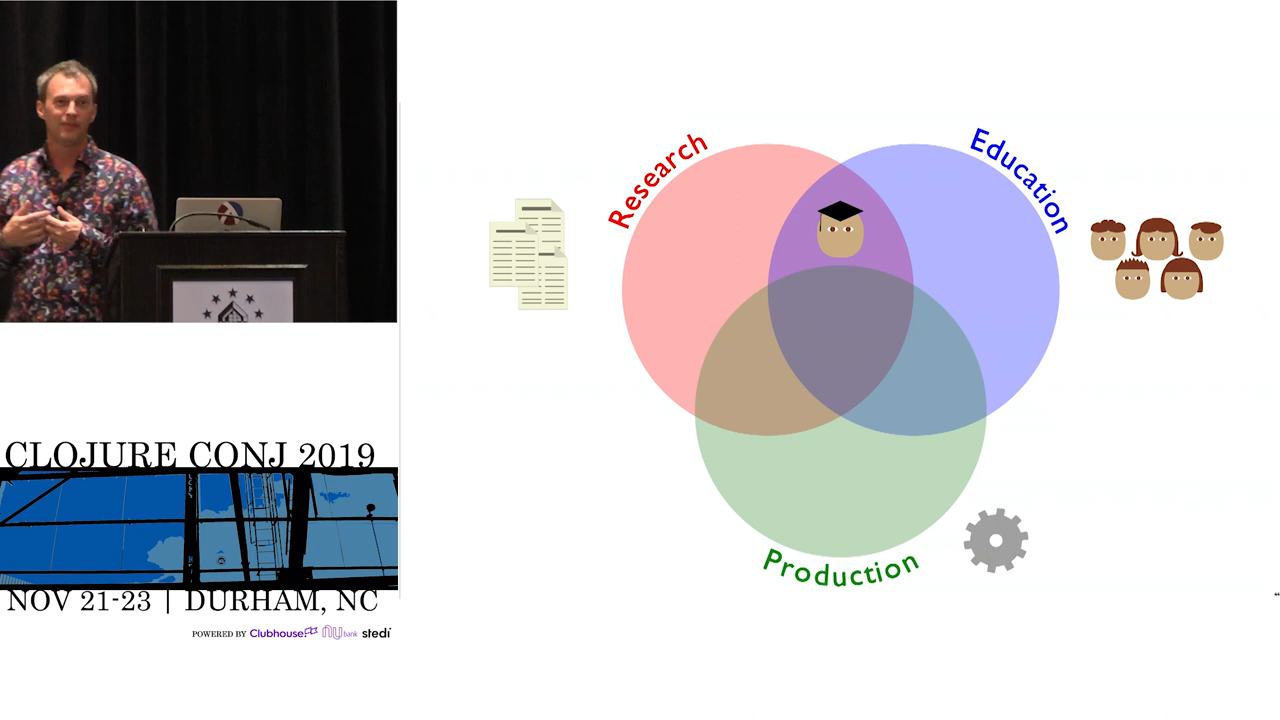 Research
Education
Production
CLOJURE CONJ 2019
NOV 21-23 | DURHAM, NC
POWERED BY Clubhouse nu bank stedi
“